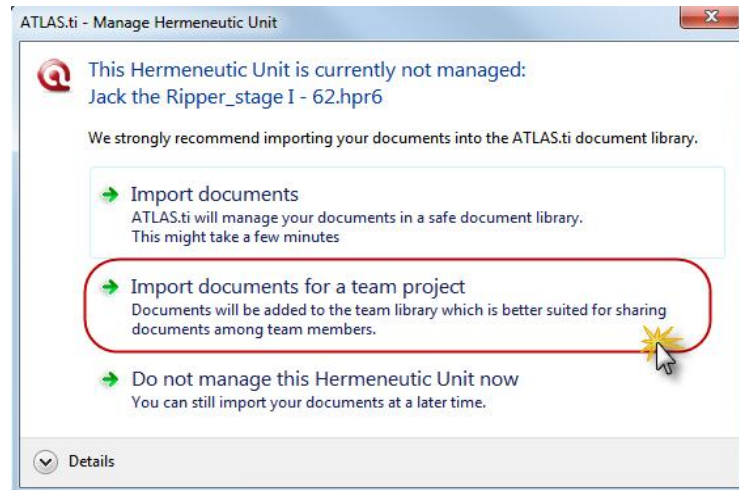 ATLAS.ti - Manage Hermeneutic Unit
This Hermeneutic Unit is currently not managed:
Jack the Ripper_stage I - 62.hpr6
We strongly recommend importing your documents into the ATLAS.ti document library.
Import documents
ATLAS.ti will manage your documents in a safe document library.
This might take a few minutes
Import documents for a team project
Documents will be added to the team library which is better suited for sharing
documents among team members.
Do not manage this Hermeneutic Unit now
You can still import your documents at a later time.
Details